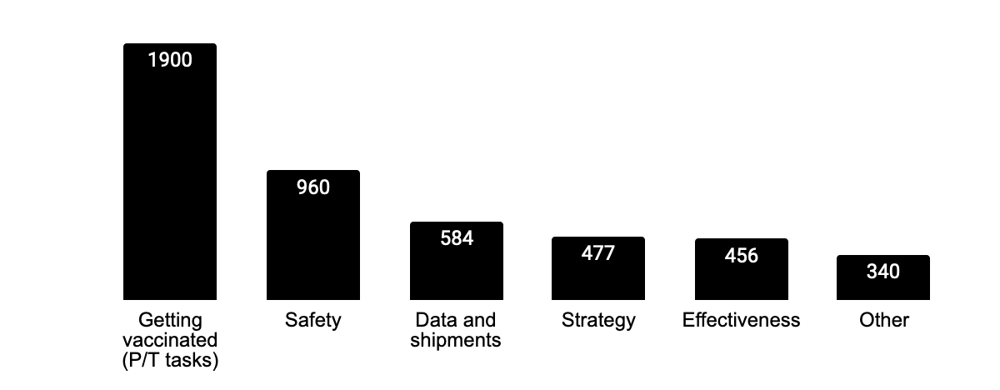 1900
960
584
477
456
340
Getting
vaccinated
(P/T tasks)
Safety
Data and
shipments
Strategy
Effectiveness
Other